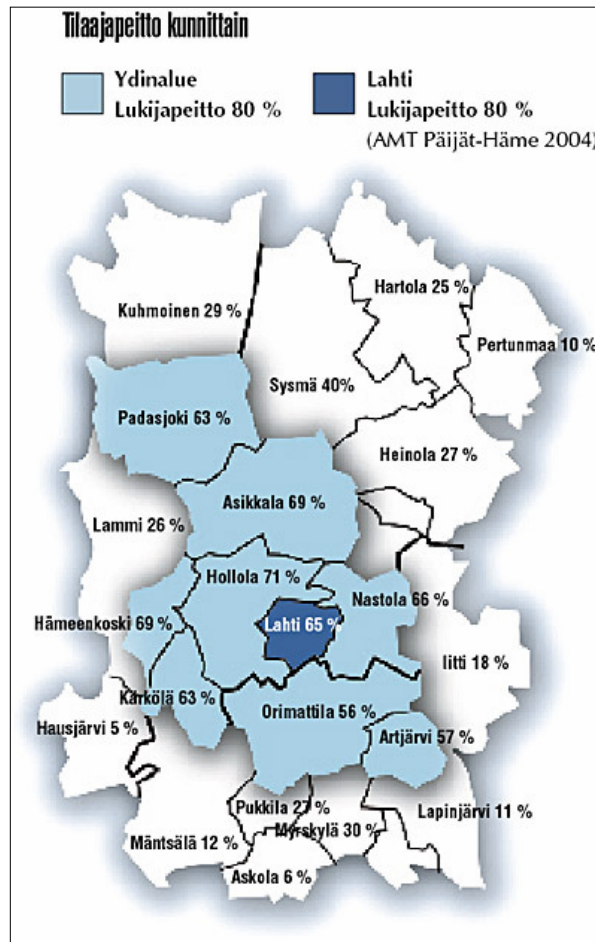 Tilaajapeitto kunnittain
Ydinalue
Lukijapeitto 80 %
Lahti
Lukijapeitto 80 %
(AMT Päijät-Häme 2004)
Kuhmoinen 29 %
Hartola 25 %
Pertunmaa 10 %
Sysmä 40%
Padasjoki 63 %
Heinola 27 %
Asikkala 69 %
Lammi 26 %
Hollola 71 %
Nastola 66 %
Hämeenkoski 69 %
Lahti 65 %
Iitti 18 %
Kärkölä 63 %
Orimattila 56 %
Hausjärvi 5 %
Artjärvi 57 %
Pukkila 27 %
Lapinjärvi 11 %
Myrskylä 30 %
Mäntsälä 12 %
Askola 6 %